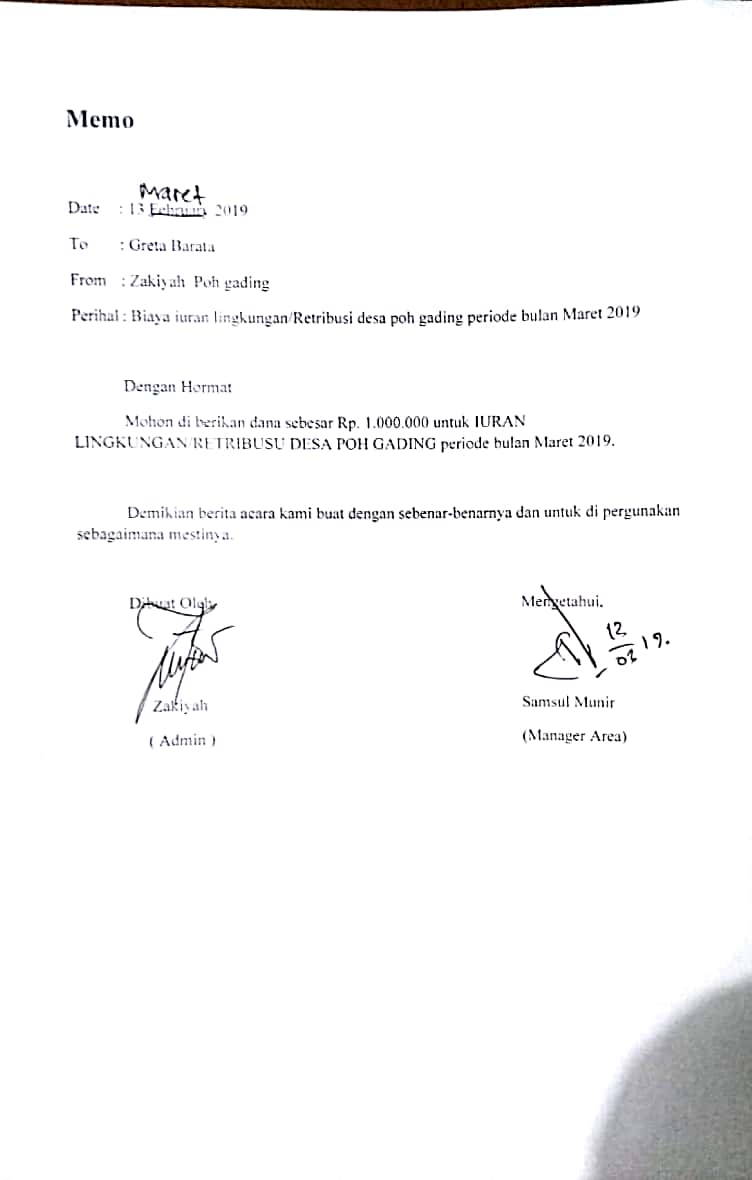 Memo
Maret
Date : 13 Februari 2019
To : Greta Barata
From : Zakiyah Poh gading
Perihal : Biaya iuran lingkungan/Retribusi desa poh gading periode bulan Maret 2019
Dengan Hormat
Mohon di berikan dana sebesar Rp. 1.000.000 untuk IURAN
LINGKUNGAN/RETRIBUSU DESA POH GADING periode bulan Maret 2019.
Demikian berita acara kami buat dengan sebenar-benarnya dan untuk di pergunakan
sebagaimana mestinya.
Dibuat Oleh, Mengetahui,
12/03 19.
Zakiyah Samsul Munir
( Admin ) (Manager Area)